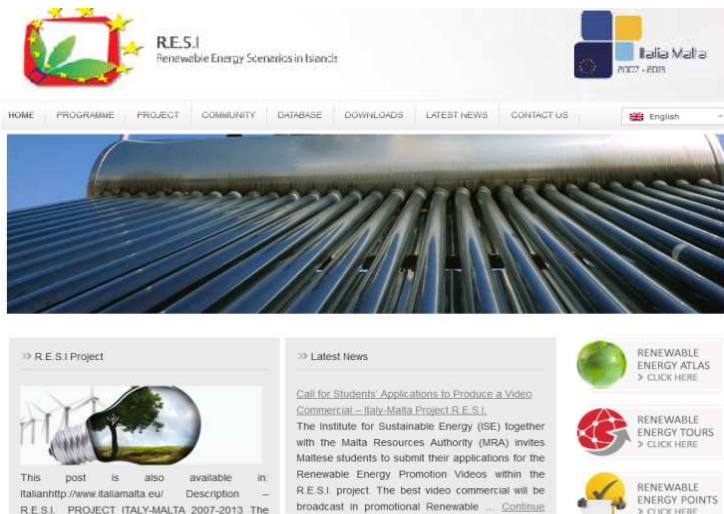 R.E.S.I
Renewable Energy Scenarios in Islands
Italia Malta
2007 - 2013
HOME PROGRAMME PROJECT COMMUNITY DATABASE DOWNLOADS LATEST NEWS CONTACT US English
R.E.S.I Project
This post is also available in:
Italianhttp://www.italiamalta.eu/ Description –
R.E.S.I. PROJECT ITALY-MALTA 2007-2013 The
Latest News
Call for Students' Applications to Produce a Video
Commercial – Italy-Malta Project R.E.S.I.
The Institute for Sustainable Energy (ISE) together
with the Malta Resources Authority (MRA) invites
Maltese students to submit their applications for the
Renewable Energy Promotion Videos within the
R.E.S.I. project. The best video commercial will be
broadcast in promotional Renewable ... Continue
RENEWABLE
ENERGY ATLAS
> CLICK HERE
RENEWABLE
ENERGY TOURS
> CLICK HERE
RENEWABLE
ENERGY POINTS
> CLICK HERE